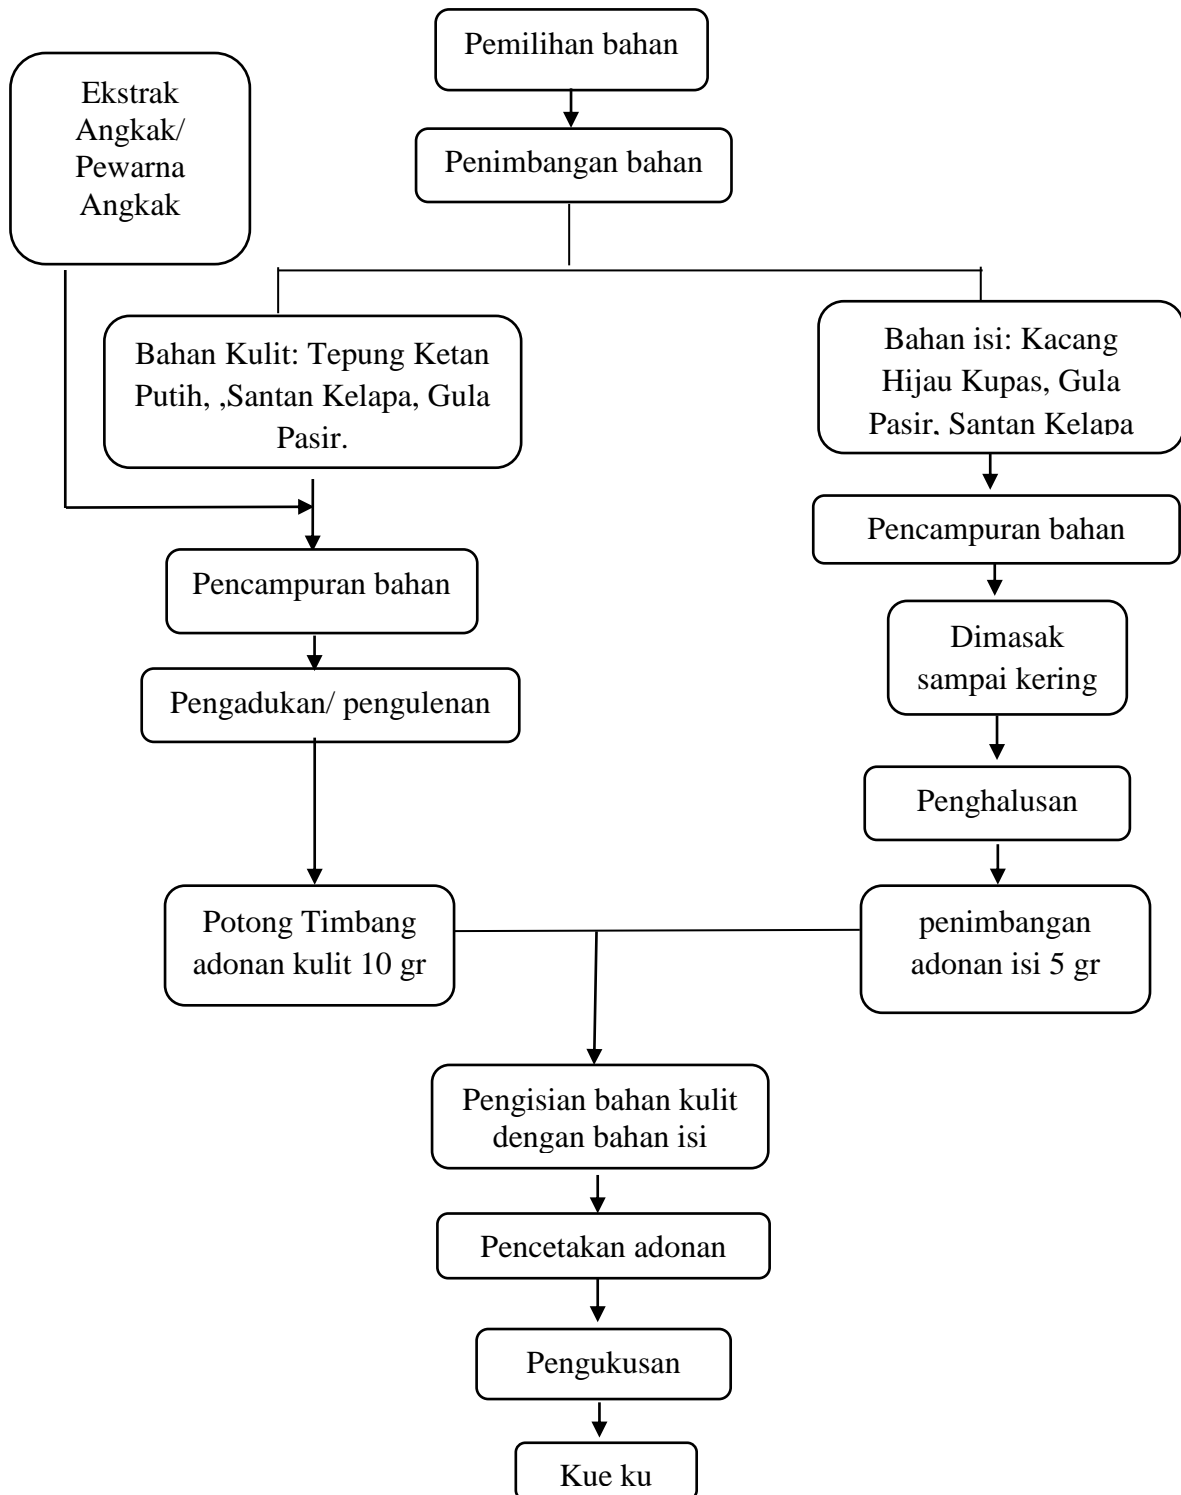 Pemilihan bahan
Ekstrak
Angkak/
Pewarna
Angkak
Penimbangan bahan
Bahan Kulit: Tepung Ketan
Putih, ,Santan Kelapa, Gula
Pasir.
Bahan isi: Kacang
Hijau Kupas, Gula
Pasir, Santan Kelapa
Pencampuran bahan
Pengadukan/ pengulenan
Potong Timbang
adonan kulit 10 gr
Pencampuran bahan
Dimasak
sampai kering
Penghalusan
penimbangan
adonan isi 5 gr
Pengisian bahan kulit
dengan bahan isi
Pencetakan adonan
Pengukusan
Kue ku